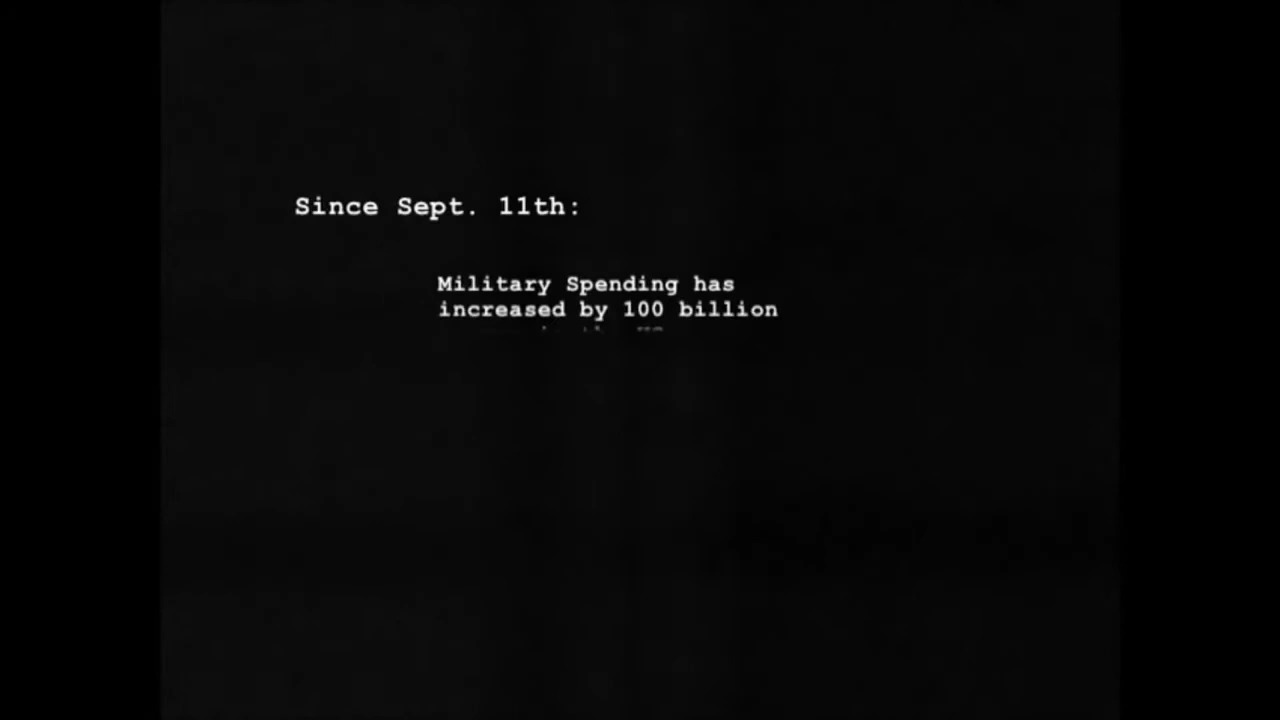 Since Sept. 11th:
Military Spending has
increased by 100 billion